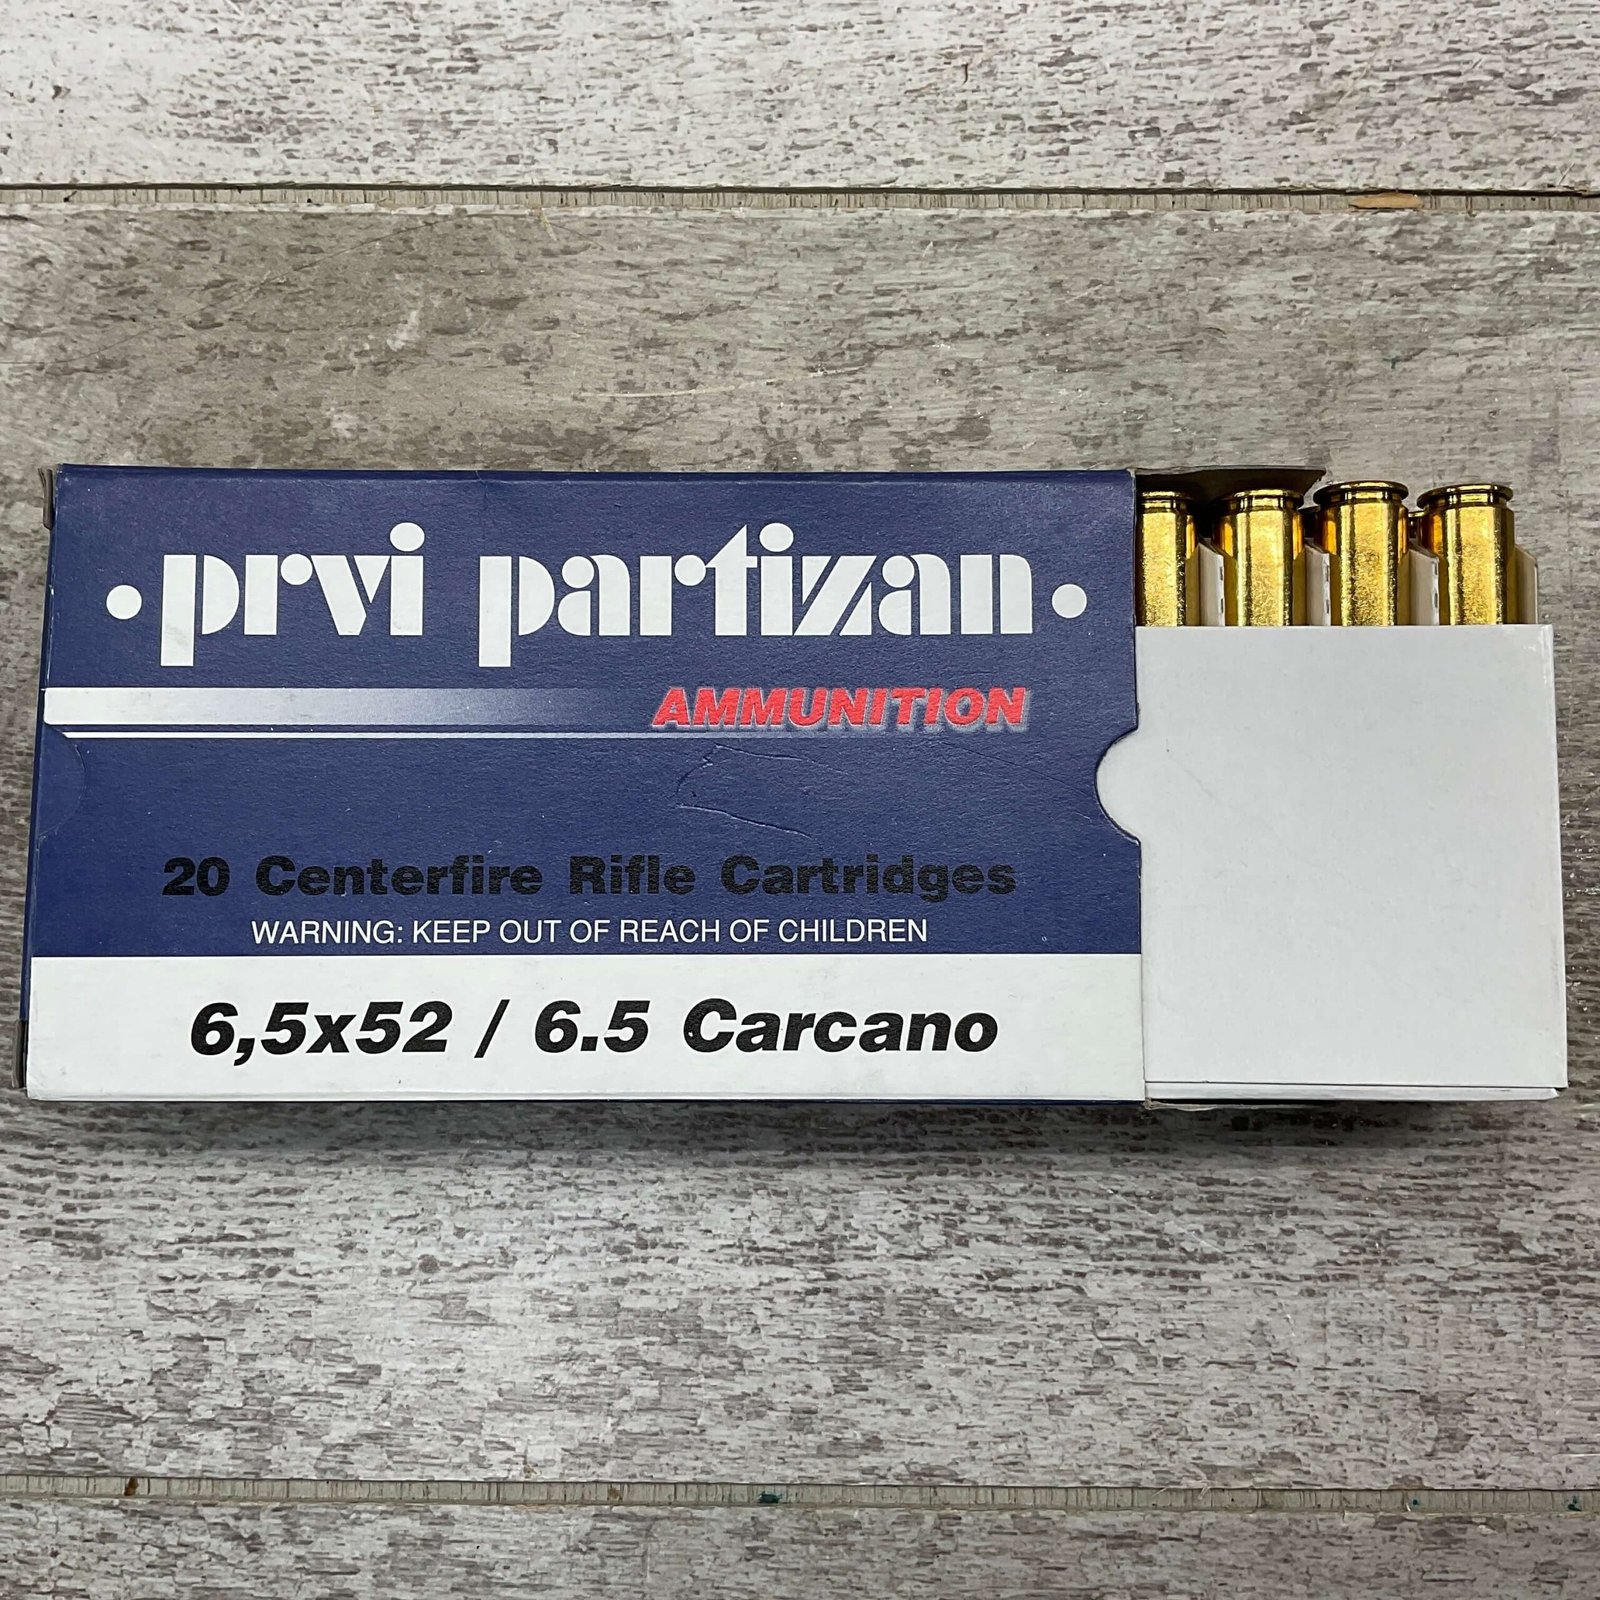 • prvi partizan •
AMMUNITION
20 Centerfire Rifle Cartridges
WARNING: KEEP OUT OF REACH OF CHILDREN
6,5x52 / 6.5 Carcano